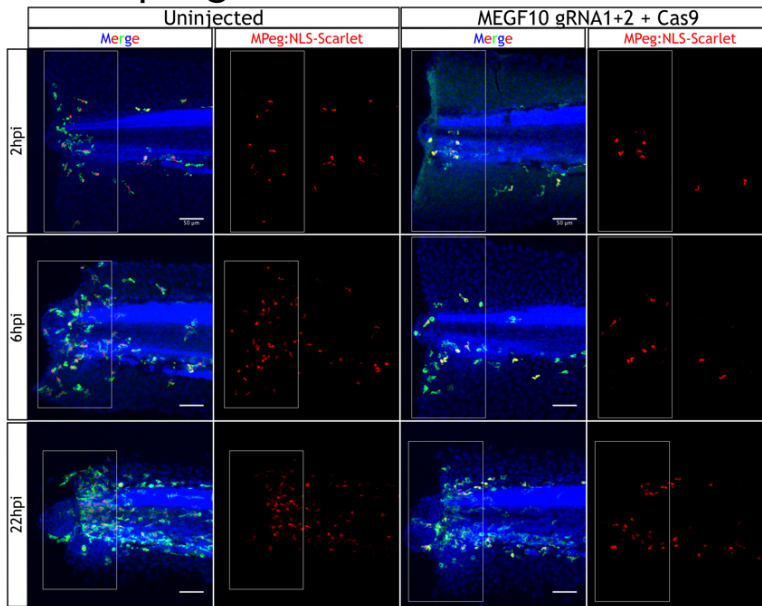 Uninjected
MEGF10 gRNA1+2 + Cas9
Merge
MPeg:NLS-Scarlet
Merge
MPeg:NLS-Scarlet
2hpi
50 µm
50 µm
6hpi
22hpi